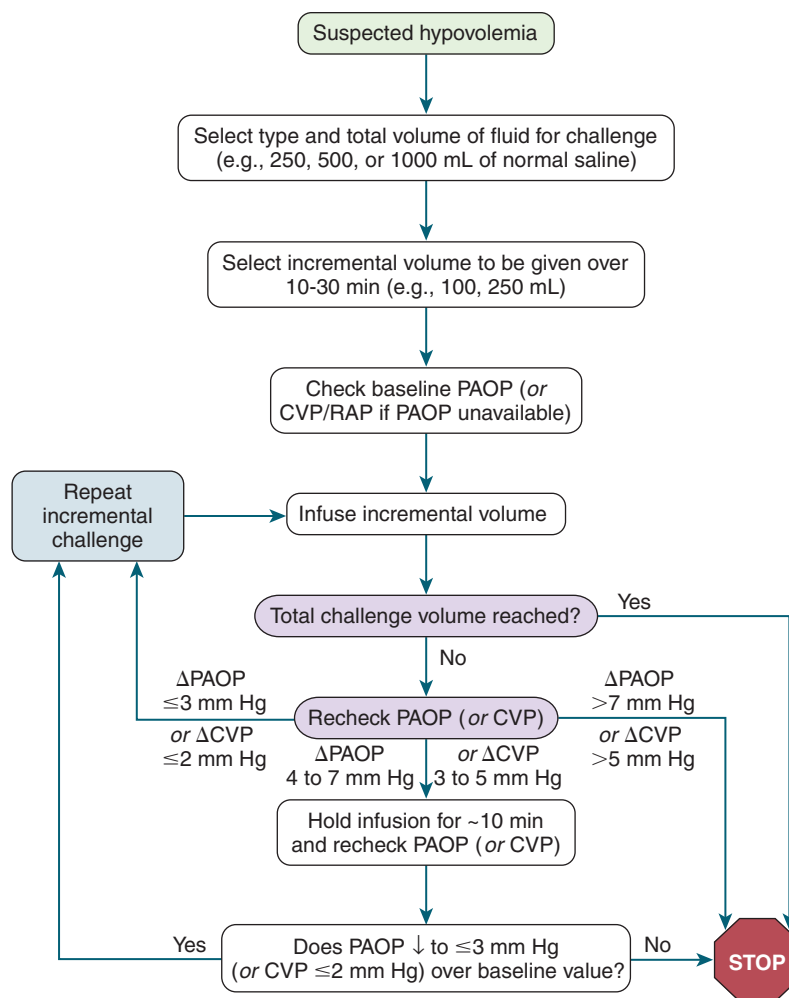 Suspected hypovolemia
Select type and total volume of fluid for challenge
(e.g., 250, 500, or 1000 mL of normal saline)
Select incremental volume to be given over
10-30 min (e.g., 100, 250 mL)
Check baseline PAOP (or
CVP/RAP if PAOP unavailable)
Repeat
incremental
challenge
Infuse incremental volume
Total challenge volume reached?
Yes
No
ΔPAOP
≤3 mm Hg
or ΔCVP
≤2 mm Hg
Recheck PAOP (or CVP)
ΔPAOP
>7 mm Hg
or ΔCVP
>5 mm Hg
ΔPAOP
4 to 7 mm Hg
or ΔCVP
3 to 5 mm Hg
Hold infusion for ~10 min
and recheck PAOP (or CVP)
Yes
Does PAOP ↓ to ≤3 mm Hg
(or CVP ≤2 mm Hg) over baseline value?
No
STOP